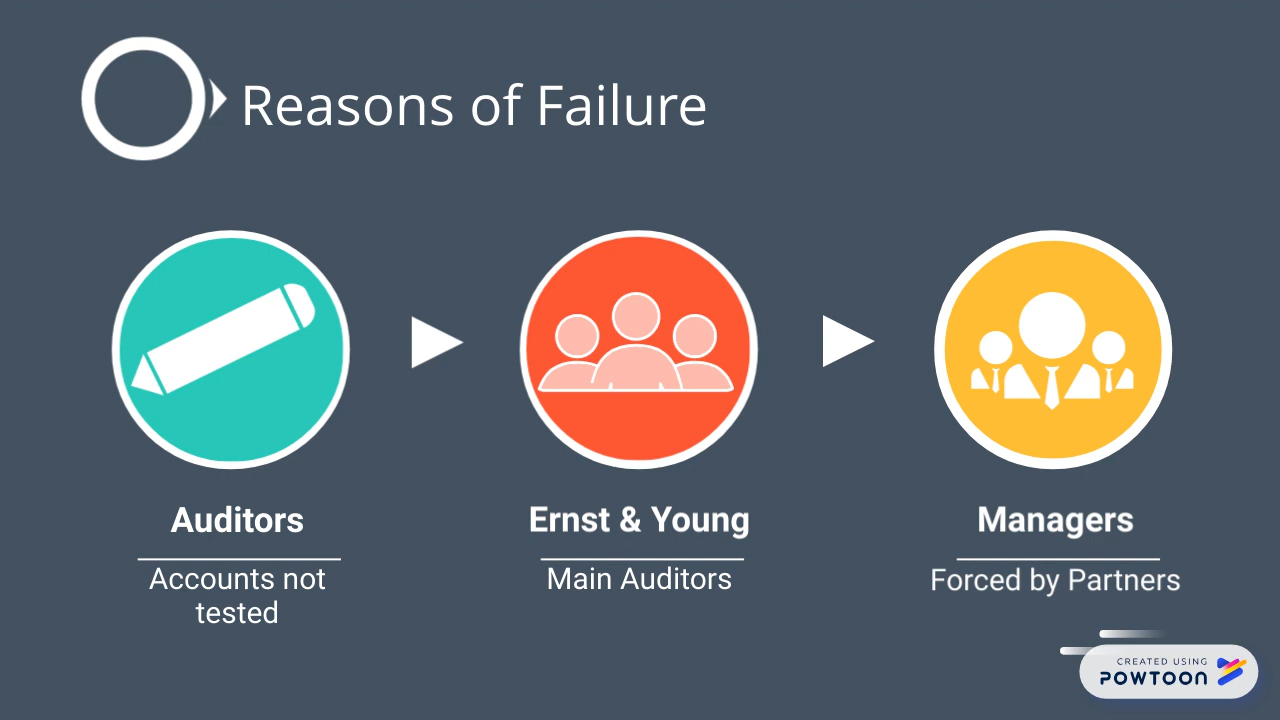 Reasons of Failure
Auditors
Accounts not
tested
Ernst & Young
Main Auditors
Managers
Forced by Partners
CREATED USING
POWTOON